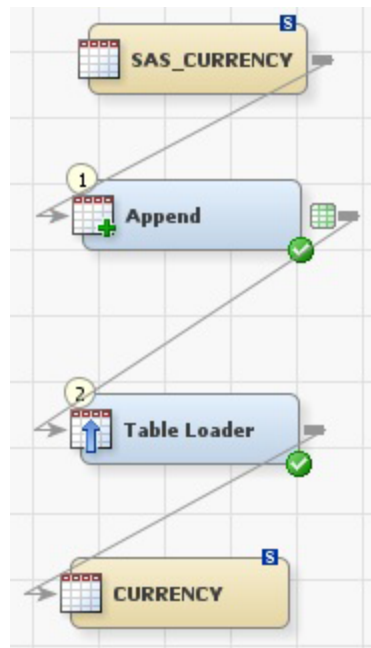 S
SAS_CURRENCY
1
Append
2
Table Loader
S
CURRENCY